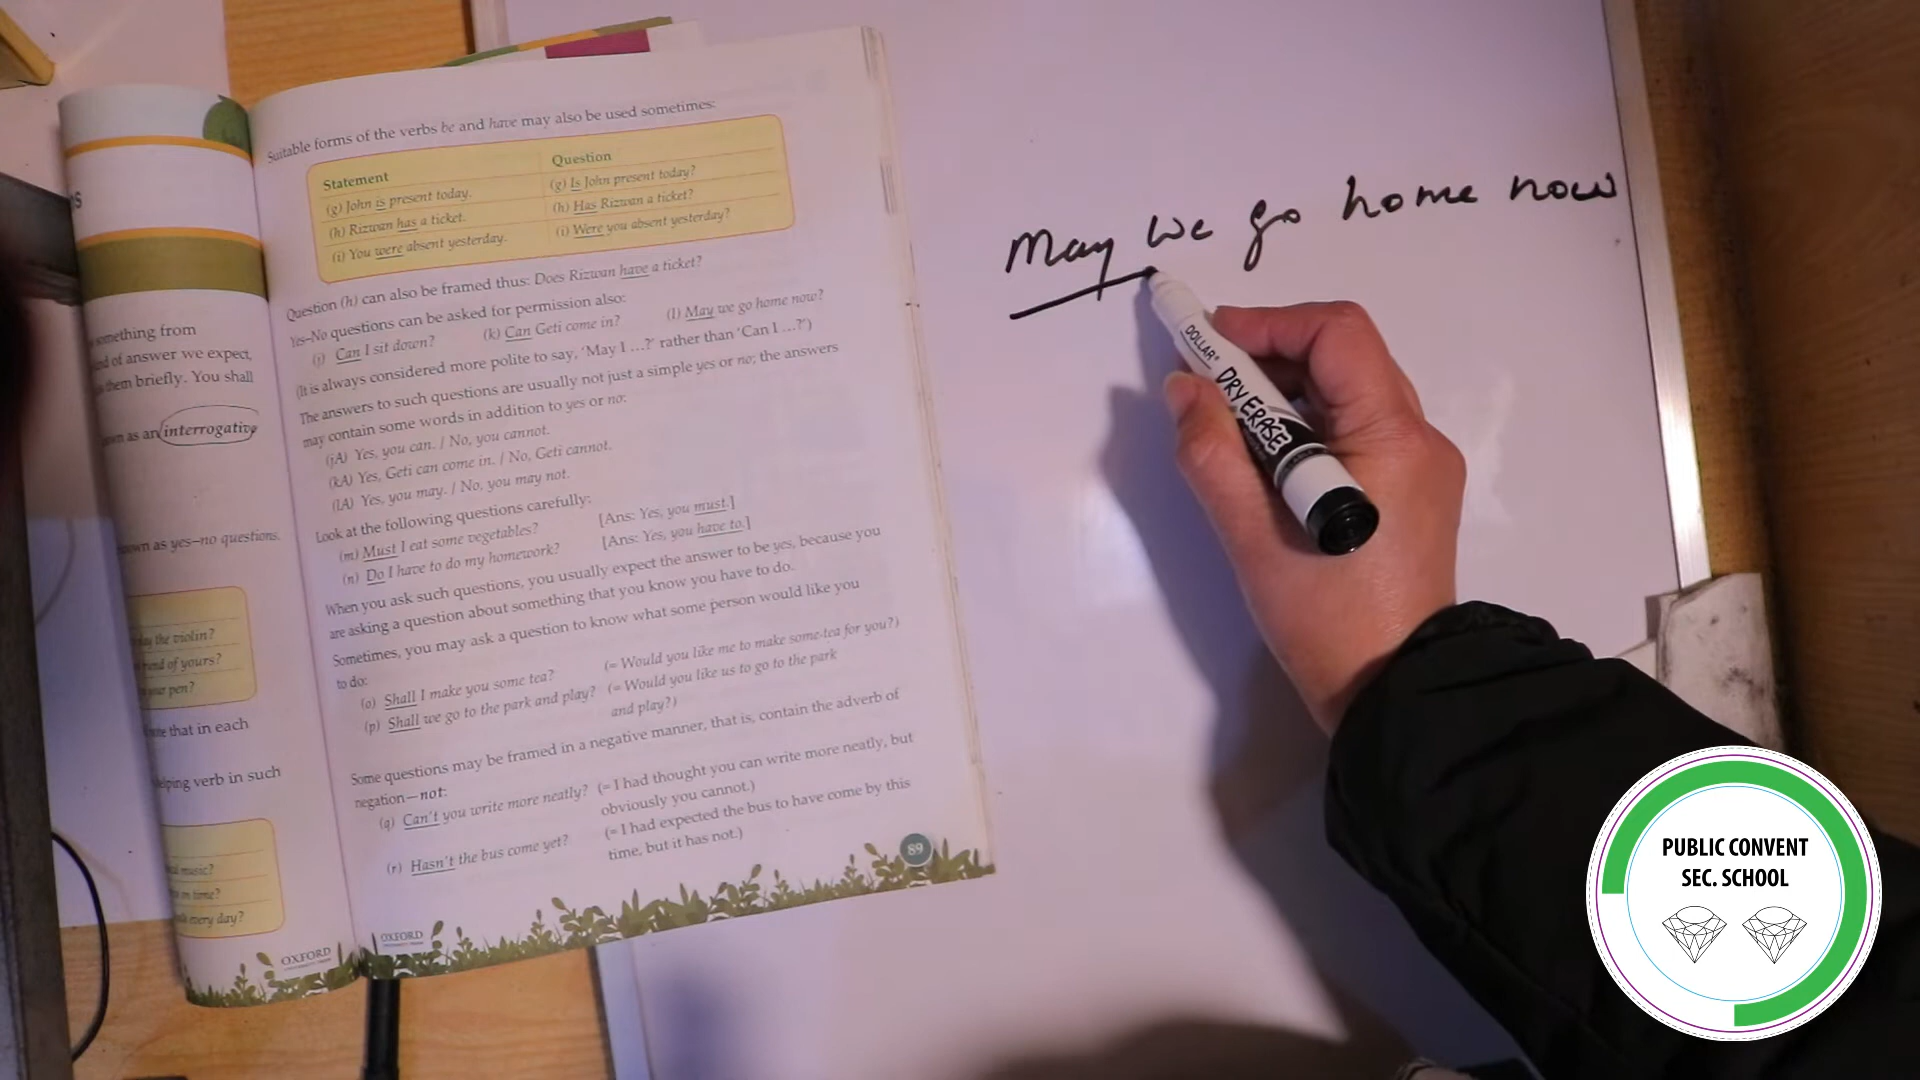 s
something from
kind of answer we expect,
them briefly. You shall
as an interrogative
known as yes–no questions.
play the violin?
friend of yours?
your pen?
note that in each
helping verb in such
music?
on time?
every day?
OXFORD
Suitable forms of the verbs be and have may also be used sometimes:
Statement Question
(g) John is present today. (g) Is John present today?
(h) Rizwan has a ticket. (h) Has Rizwan a ticket?
(i) You were absent yesterday. (i) Were you absent yesterday?
Question (h) can also be framed thus: Does Rizwan have a ticket?
Yes–No questions can be asked for permission also:
(j) Can I sit down? (k) Can Geti come in? (l) May we go home now?
(It is always considered more polite to say, ‘May I …?’ rather than ‘Can I …?’)
The answers to such questions are usually not just a simple yes or no; the answers
may contain some words in addition to yes or no:
(jA) Yes, you can. / No, you cannot.
(kA) Yes, Geti can come in. / No, Geti cannot.
(lA) Yes, you may. / No, you may not.
Look at the following questions carefully:
(m) Must I eat some vegetables? [Ans: Yes, you must.]
(n) Do I have to do my homework? [Ans: Yes, you have to.]
When you ask such questions, you usually expect the answer to be yes, because you
are asking a question about something that you know you have to do.
Sometimes, you may ask a question to know what some person would like you
to do:
(o) Shall I make you some tea? (= Would you like me to make some tea for you?)
(p) Shall we go to the park and play? (= Would you like us to go to the park
and play?)
Some questions may be framed in a negative manner, that is, contain the adverb of
negation—not:
(q) Can't you write more neatly? (= I had thought you can write more neatly, but
obviously you cannot.)
(r) Hasn't the bus come yet? (= I had expected the bus to have come by this
time, but it has not.)
89
OXFORD
May we go home now
DOLLAR
DRY ERASE
PUBLIC CONVENT
SEC. SCHOOL